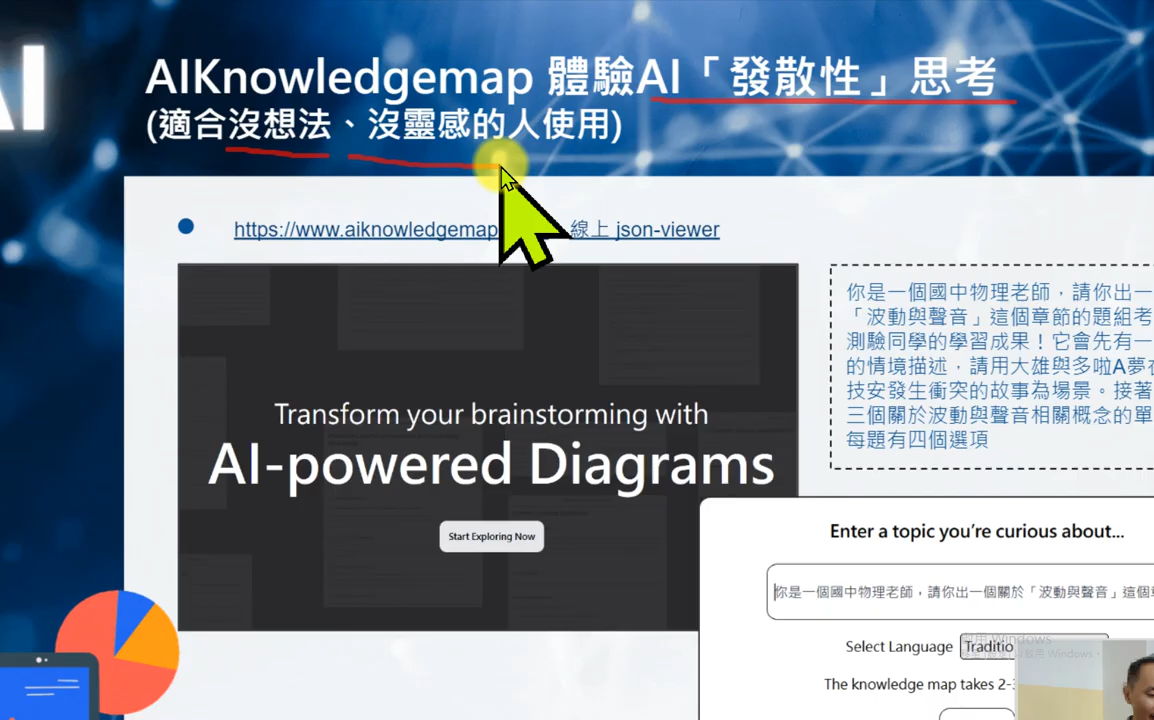 AI
AIKnowledgemap 體驗AI「發散性」思考
(適合沒想法、沒靈感的人使用)
https://www.aiknowledgemap
線上 json-viewer
Transform your brainstorming with
AI-powered Diagrams
Start Exploring Now
你是一個國中物理老師，請你出一
「波動與聲音」這個章節的題組考
測驗同學的學習成果！它會先有一
的情境描述，請用大雄與多啦A夢在
技安發生衝突的故事為場景。接著
三個關於波動與聲音相關概念的單
每題有四個選項
Enter a topic you're curious about...
你是一個國中物理老師，請你出一個關於「波動與聲音」這個章
Select Language
Traditio
The knowledge map takes 2-3